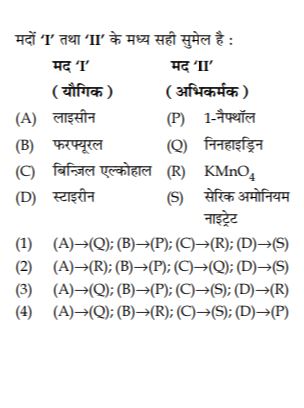 मदों ‘I’ तथा ‘II’ के मध्य सही सुमेल है :
मद ‘I’ मद ‘II’
( यौगिक ) ( अभिकर्मक )
(A) लाइसीन (P) 1-नैफ्थॉल
(B) फरफ्यूरल (Q) निनहाइड्रिन
(C) बिन्ज़िल एल्कोहाल (R) KMnO₄
(D) स्टाइरीन (S) सेरिक अमोनियम
नाइट्रेट
(1) (A)→(Q); (B)→(P); (C)→(R); (D)→(S)
(2) (A)→(R); (B)→(P); (C)→(Q); (D)→(S)
(3) (A)→(Q); (B)→(P); (C)→(S); (D)→(R)
(4) (A)→(Q); (B)→(R); (C)→(S); (D)→(P)